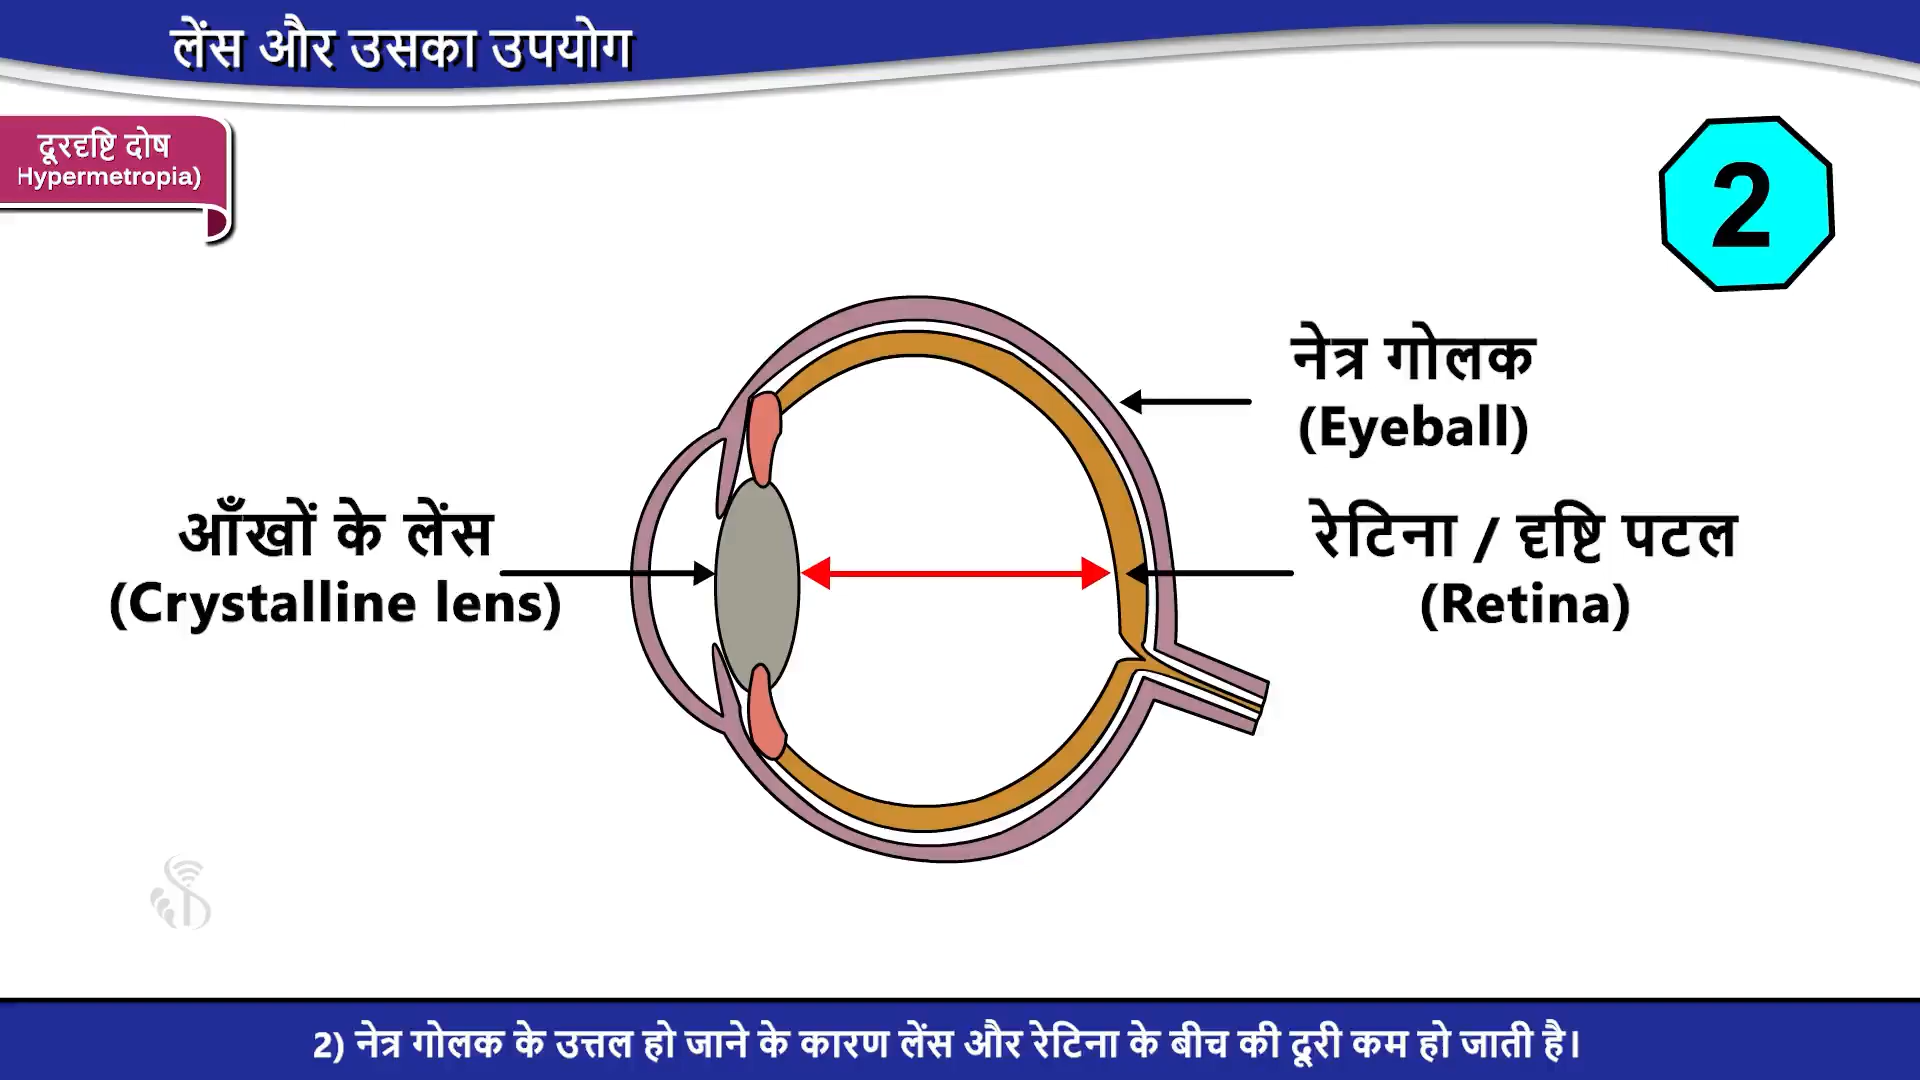 लेंस और उसका उपयोग
दूरदृष्टि दोष
Hypermetropia)
2
नेत्र गोलक
(Eyeball)
आँखों के लेंस
(Crystalline lens)
रेटिना / दृष्टि पटल
(Retina)
2) नेत्र गोलक के उत्तल हो जाने के कारण लेंस और रेटिना के बीच की दूरी कम हो जाती है।